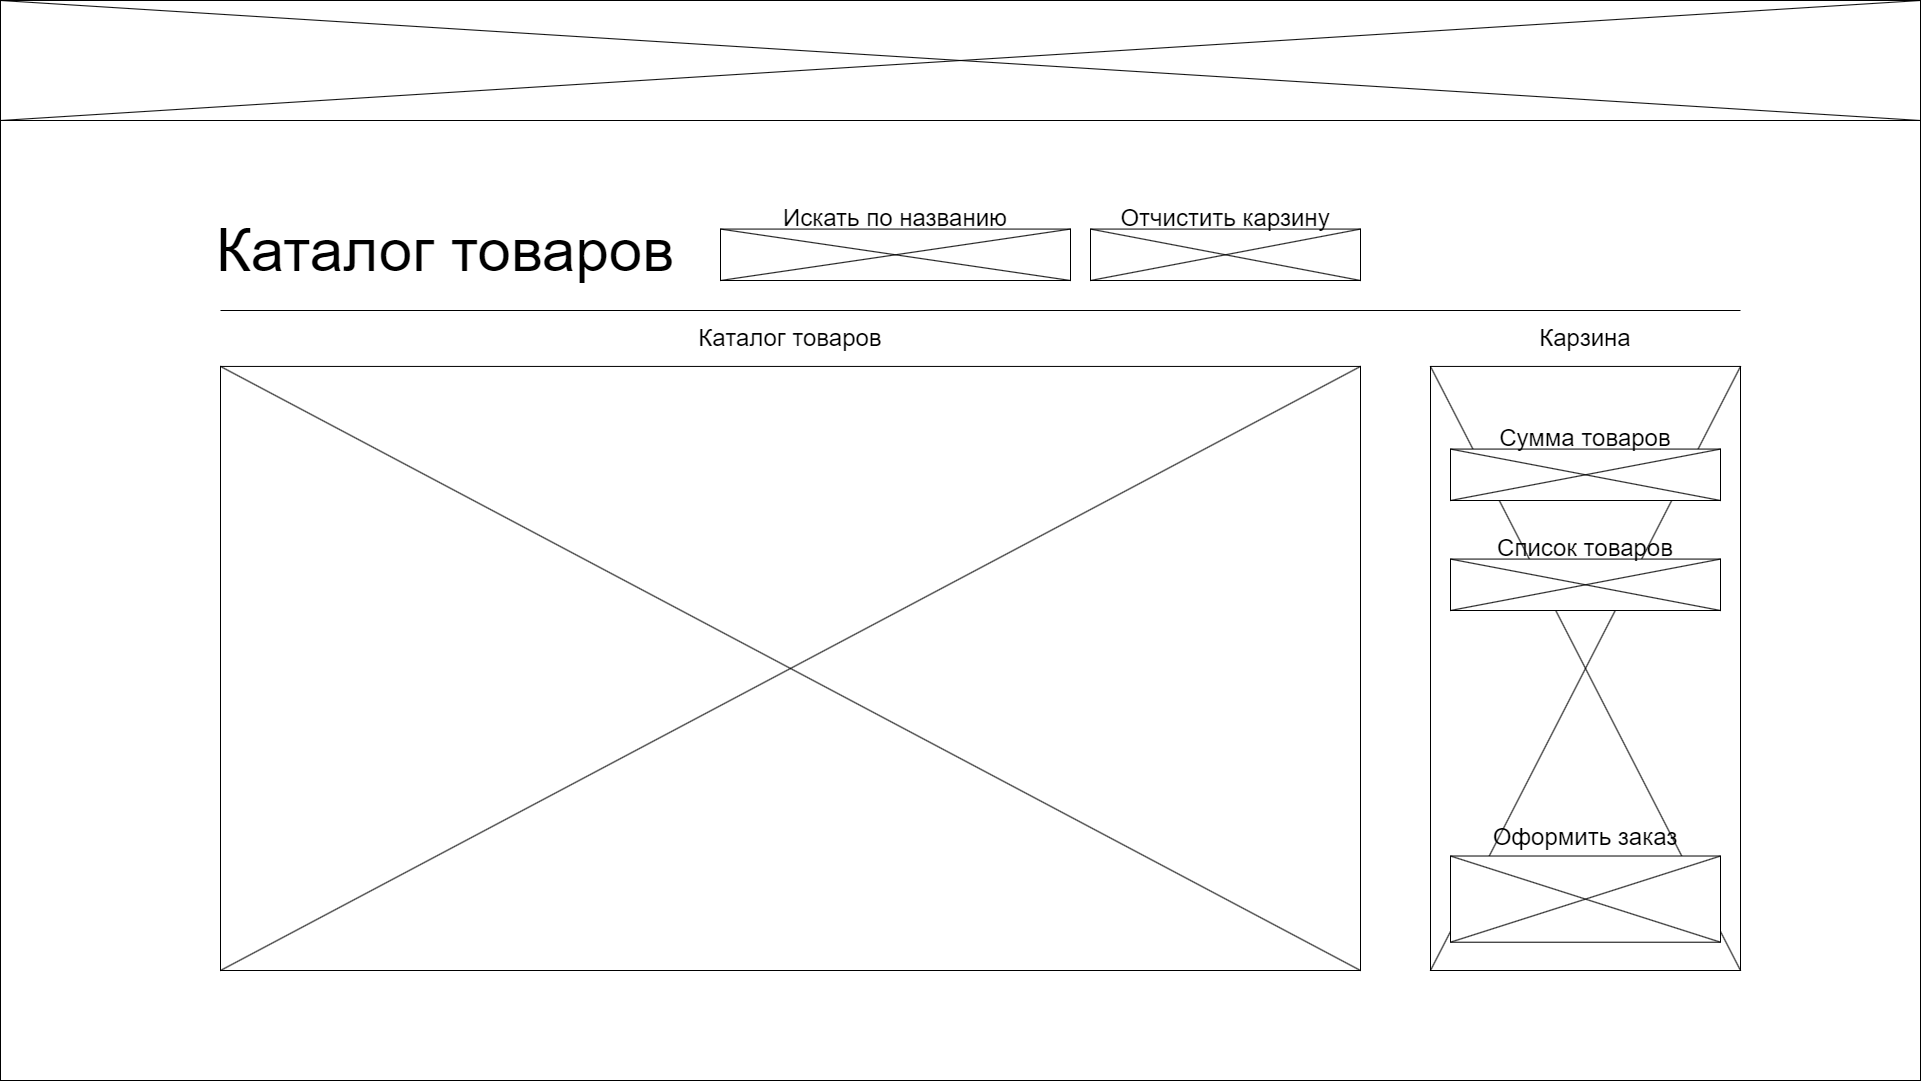 Искать по названию
Отчистить карзину
Каталог товаров
Каталог товаров
Карзина
Сумма товаров
Список товаров
Оформить заказ